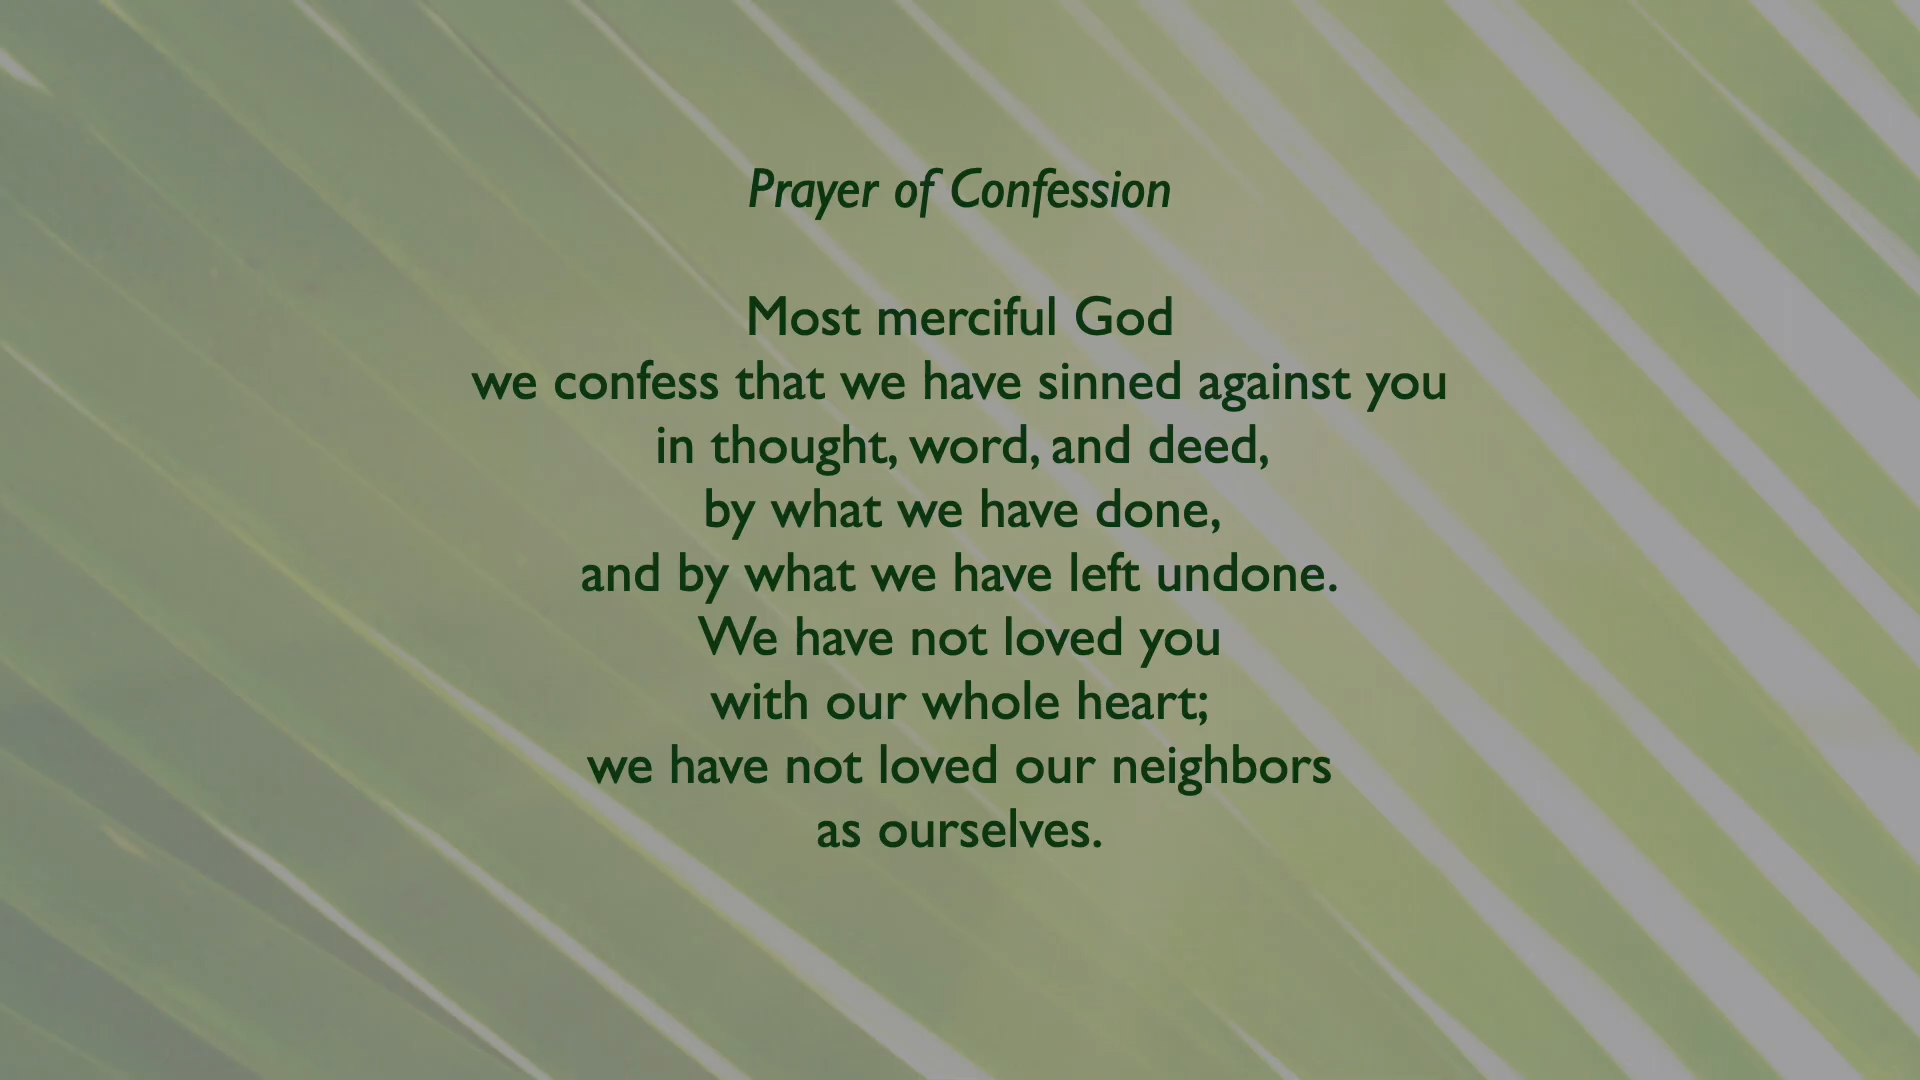 Prayer of Confession
Most merciful God
we confess that we have sinned against you
in thought, word, and deed,
by what we have done,
and by what we have left undone.
We have not loved you
with our whole heart;
we have not loved our neighbors
as ourselves.